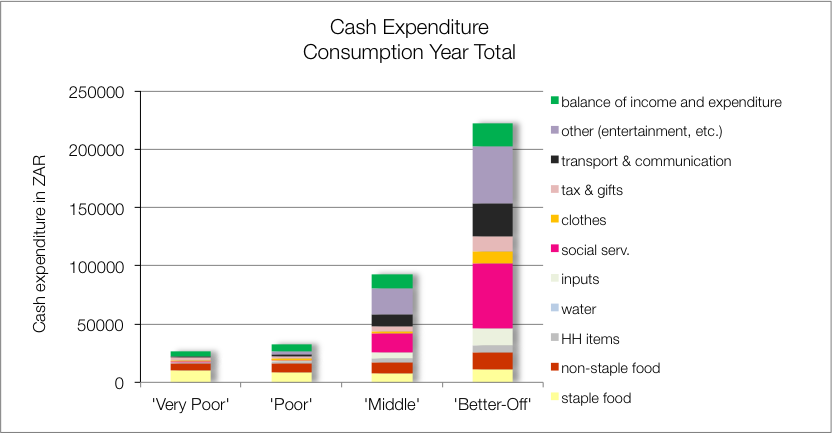 Cash Expenditure
Consumption Year Total
Cash expenditure in ZAR
250000
200000
150000
100000
50000
0
'Very Poor'
'Poor'
'Middle'
'Better-Off'
balance of income and expenditure
other (entertainment, etc.)
transport & communication
tax & gifts
clothes
social serv.
inputs
water
HH items
non-staple food
staple food